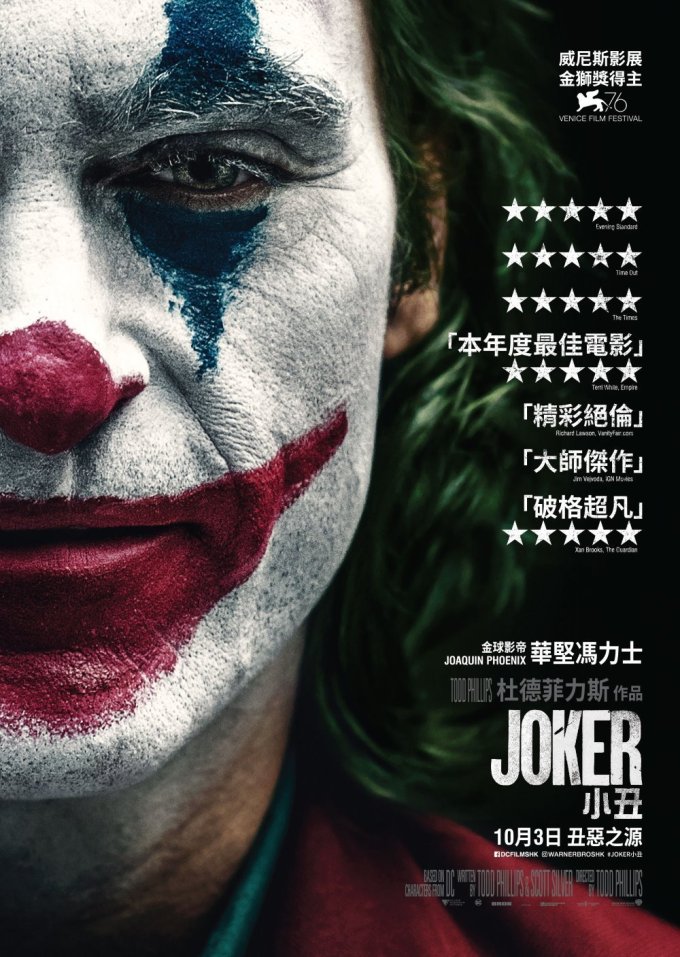 威尼斯影展
金獅獎得主
76
VENICE FILM FESTIVAL
Evening Standard
Time Out
The Times
「本年度最佳電影」
Terri White, Empire
「精彩絕倫」
Richard Lawson, VanityFair.com
「大師傑作」
Jim Vejvoda, IGN Movies
「破格超凡」
Xan Brooks, The Guardian
金球影帝
JOAQUIN PHOENIX 華堅馮力士
TODD PHILLIPS 杜德菲力斯 作品
JOKER
小丑
10月3日 丑惡之源
DCFILMSHK WARNERBROSHK #JOKER小丑
BASED ON CHARACTERS FROM DC WRITTEN BY TODD PHILLIPS & SCOTT SILVER DIRECTED BY TODD PHILLIPS